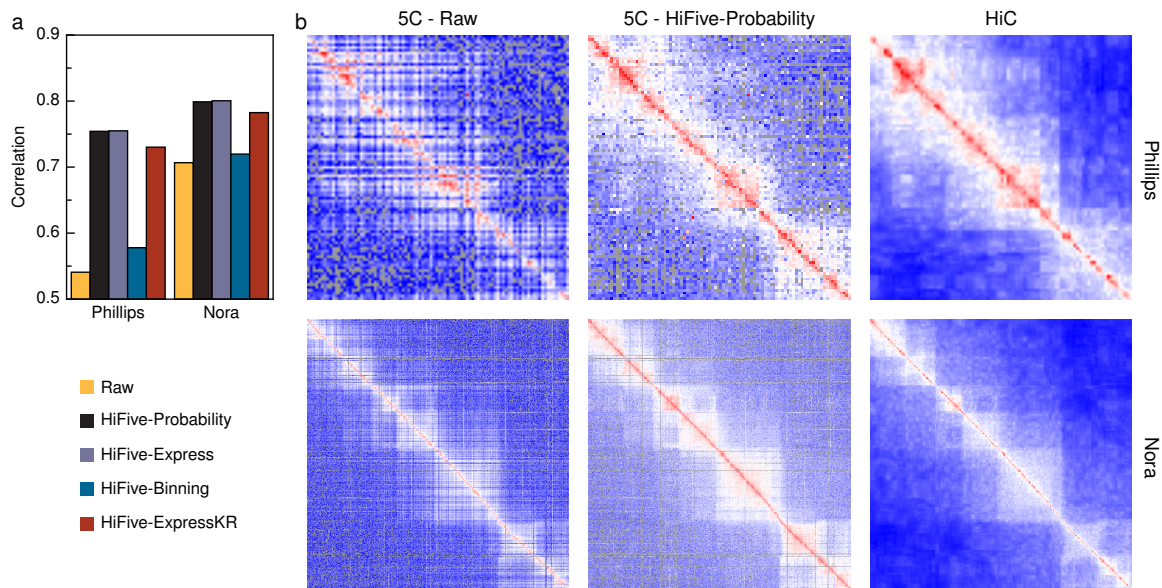 a
0.9
0.8
0.7
0.6
0.5
Correlation
Phillips Nora
Raw
HiFive-Probability
HiFive-Express
HiFive-Binning
HiFive-ExpressKR
b
5C - Raw 5C - HiFive-Probability HiC
Phillips
Nora